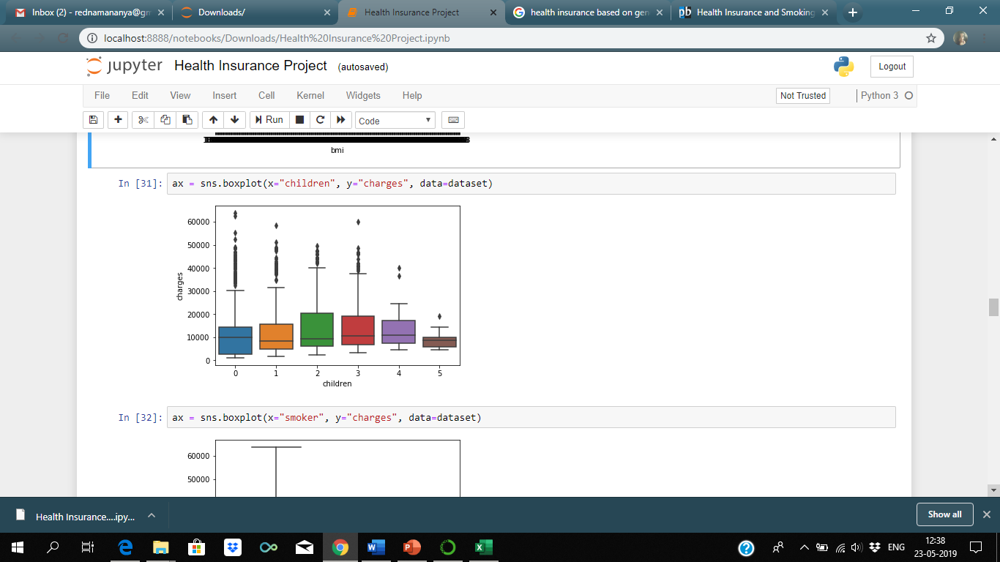 Inbox (2) - rednamananya@gm
Downloads/
Health Insurance Project
health insurance based on gen
Health Insurance and Smoking
localhost:8888/notebooks/Downloads/Health%20Insurance%20Project.ipynb
jupyter Health Insurance Project (autosaved)
Logout
File Edit View Insert Cell Kernel Widgets Help
Not Trusted
Python 3
Run
Code
bmi
In [31]: ax = sns.boxplot(x="children", y="charges", data=dataset)
60000
50000
40000
30000
20000
10000
0
charges
0 1 2 3 4 5
children
In [32]: ax = sns.boxplot(x="smoker", y="charges", data=dataset)
60000
50000
Health Insurance....ipy...
Show all
ENG
12:38
23-05-2019